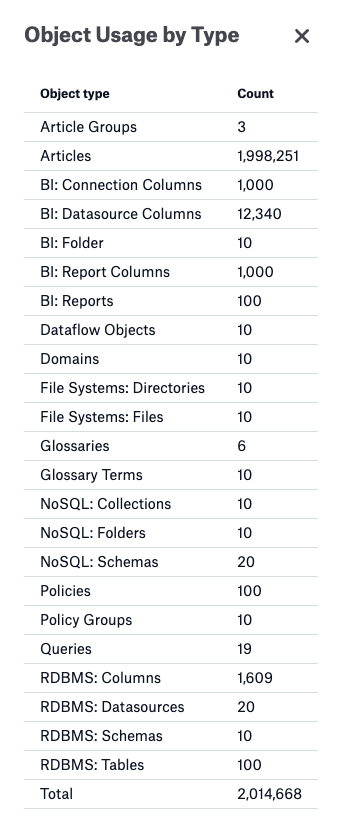 Object Usage by Type
Object type Count
Article Groups 3
Articles 1,998,251
BI: Connection Columns 1,000
BI: Datasource Columns 12,340
BI: Folder 10
BI: Report Columns 1,000
BI: Reports 100
Dataflow Objects 10
Domains 10
File Systems: Directories 10
File Systems: Files 10
Glossaries 6
Glossary Terms 10
NoSQL: Collections 10
NoSQL: Folders 10
NoSQL: Schemas 20
Policies 100
Policy Groups 10
Queries 19
RDBMS: Columns 1,609
RDBMS: Datasources 20
RDBMS: Schemas 10
RDBMS: Tables 100
Total 2,014,668